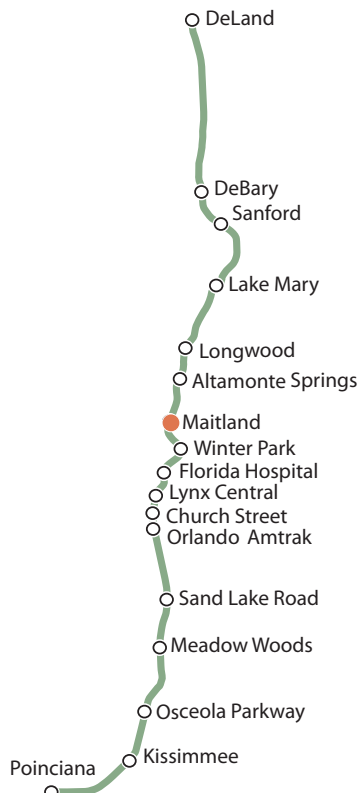 DeLand
DeBary
Sanford
Lake Mary
Longwood
Altamonte Springs
Maitland
Winter Park
Florida Hospital
Lynx Central
Church Street
Orlando Amtrak
Sand Lake Road
Meadow Woods
Osceola Parkway
Kissimmee
Poinciana